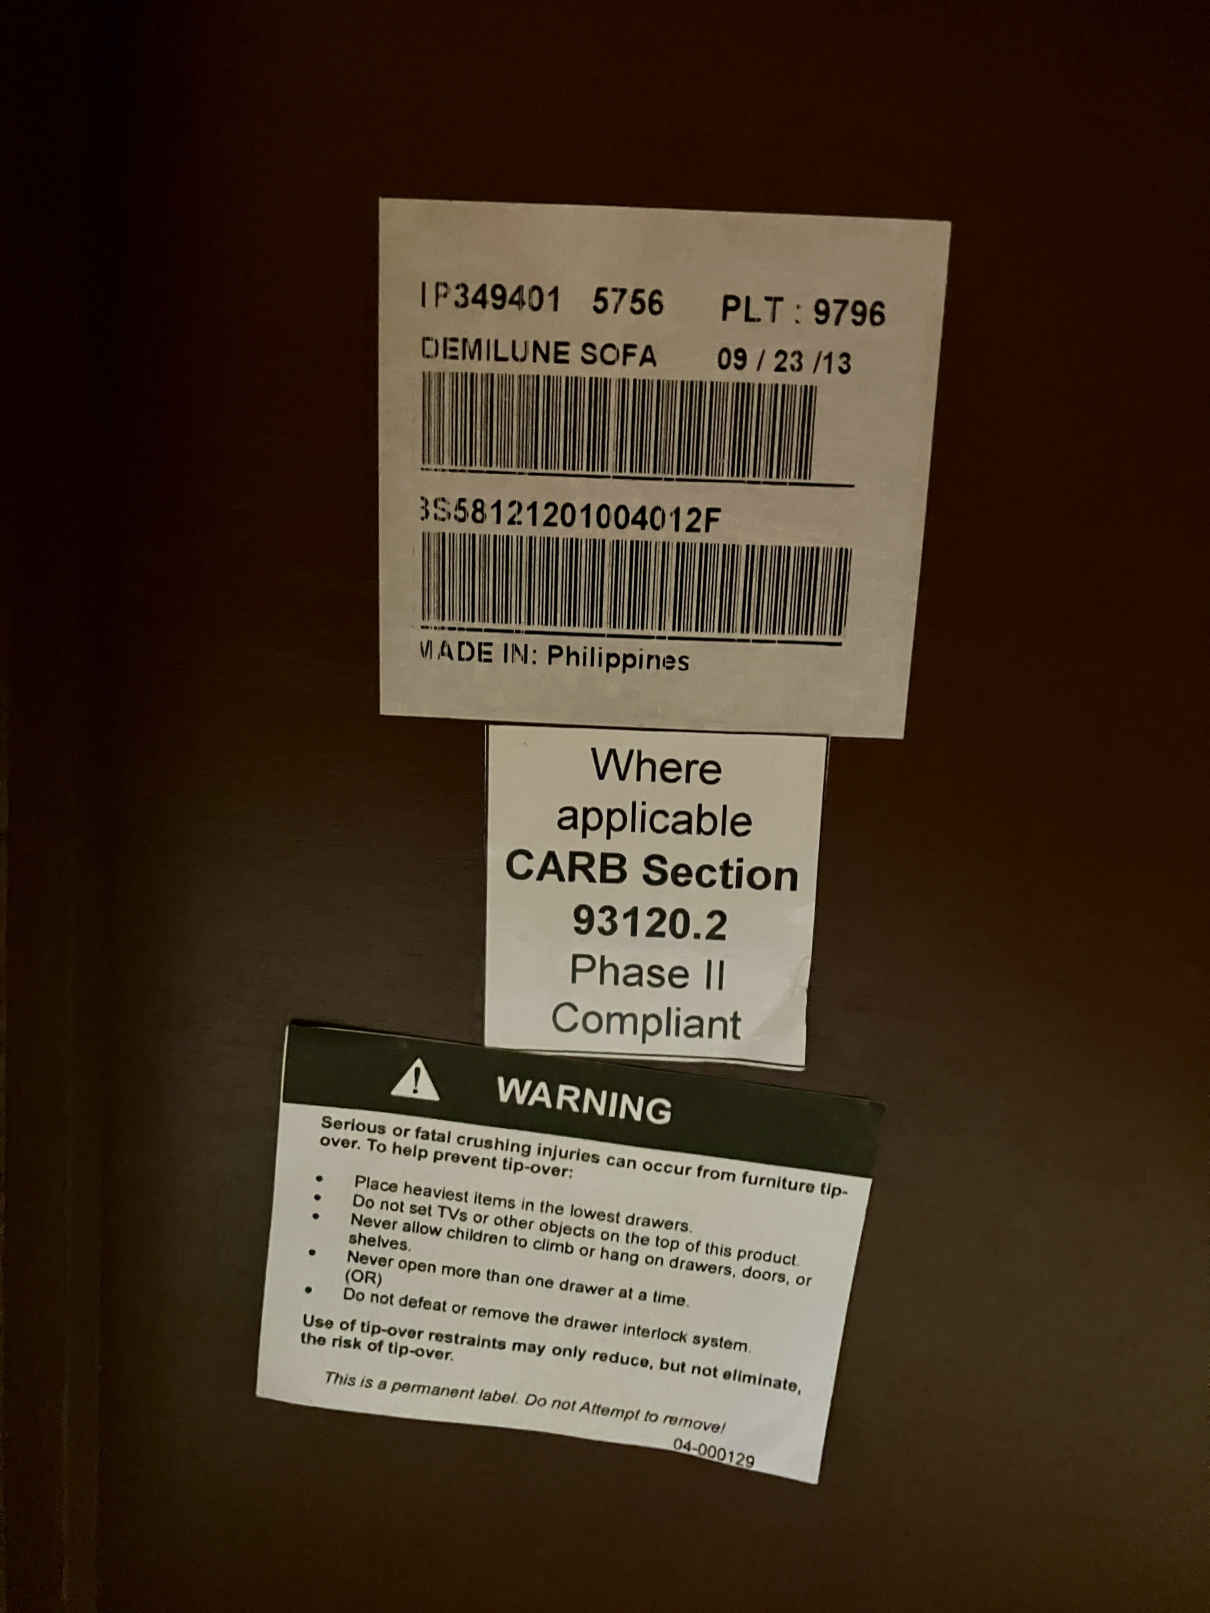 IP349401 5756 PLT : 9796
DEMILUNE SOFA 09 / 23 /13
3S58121201004012F
MADE IN: Philippines
Where
applicable
CARB Section
93120.2
Phase II
Compliant
WARNING
Serious or fatal crushing injuries can occur from furniture tip-
over. To help prevent tip-over:
• Place heaviest items in the lowest drawers.
• Do not set TVs or other objects on the top of this product.
• Never allow children to climb or hang on drawers, doors, or
shelves.
• Never open more than one drawer at a time.
(OR)
• Do not defeat or remove the drawer interlock system.
Use of tip-over restraints may only reduce, but not eliminate,
the risk of tip-over.
This is a permanent label. Do not Attempt to remove!
04-000129